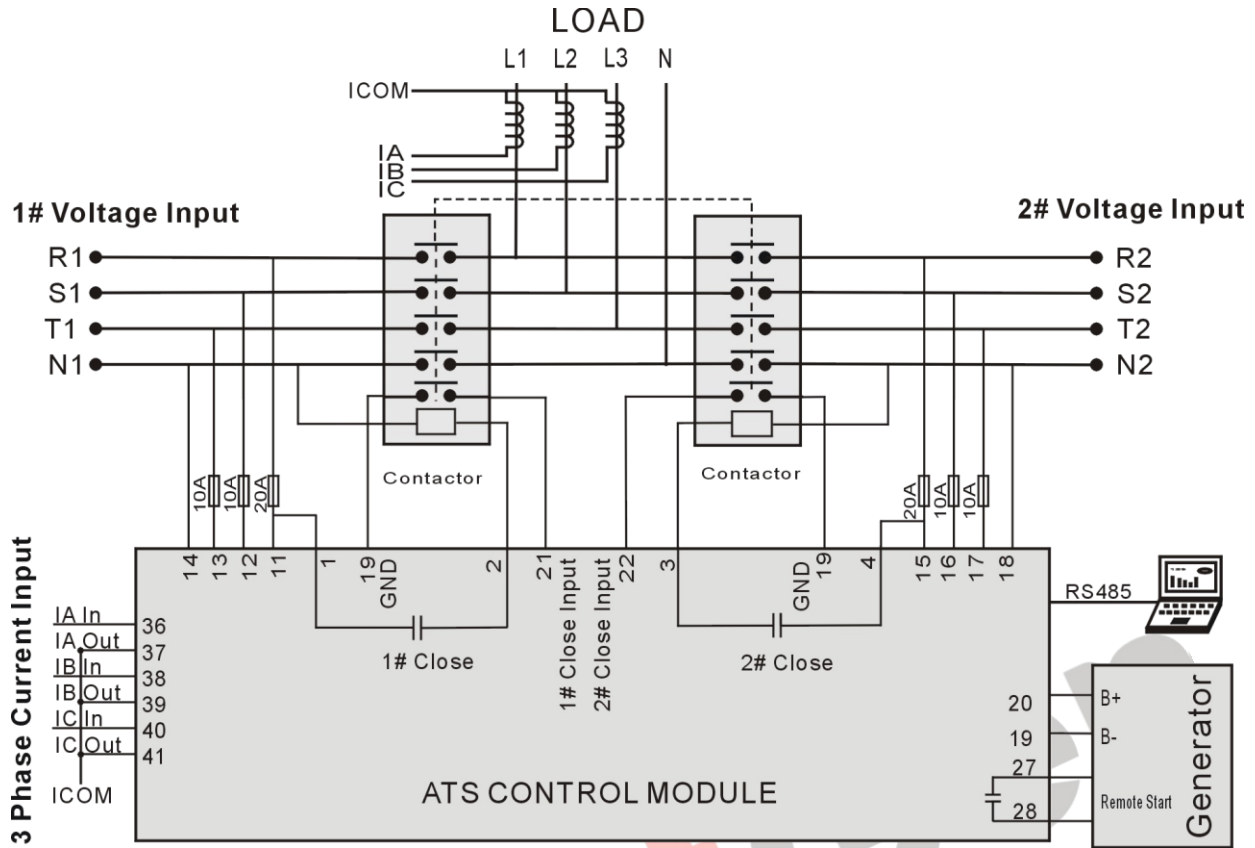 LOAD
L1 L2 L3 N
ICOM
IA
IB
IC
1# Voltage Input
2# Voltage Input
R1
S1
T1
N1
R2
S2
T2
N2
Contactor
Contactor
10A 10A 20A
20A 10A 10A
14 13 12 11 1 19 2 21 22 3 19 4 15 16 17 18
GND
GND
1# Close Input
2# Close Input
1# Close
2# Close
RS485
3 Phase Current Input
IA In 36
IA Out 37
IB In 38
IB Out 39
IC In 40
IC Out 41
ICOM
ATS CONTROL MODULE
20 B+
19 B-
27
28 Remote Start
Generator